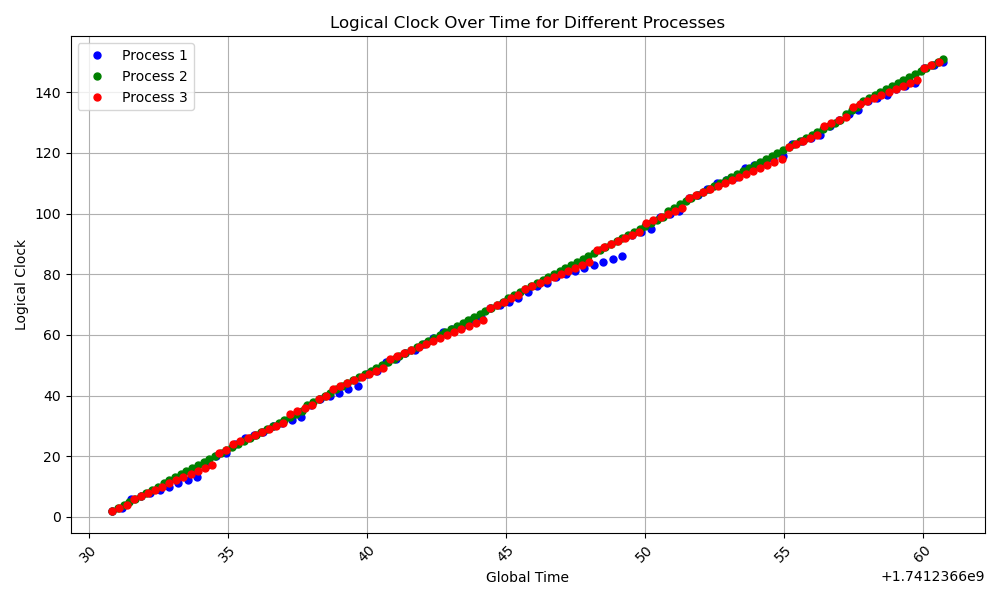 Logical Clock Over Time for Different Processes
Process 1
Process 2
Process 3
Logical Clock
140
120
100
80
60
40
20
0
30
35
40
45
50
55
60
Global Time
+1.7412366e9